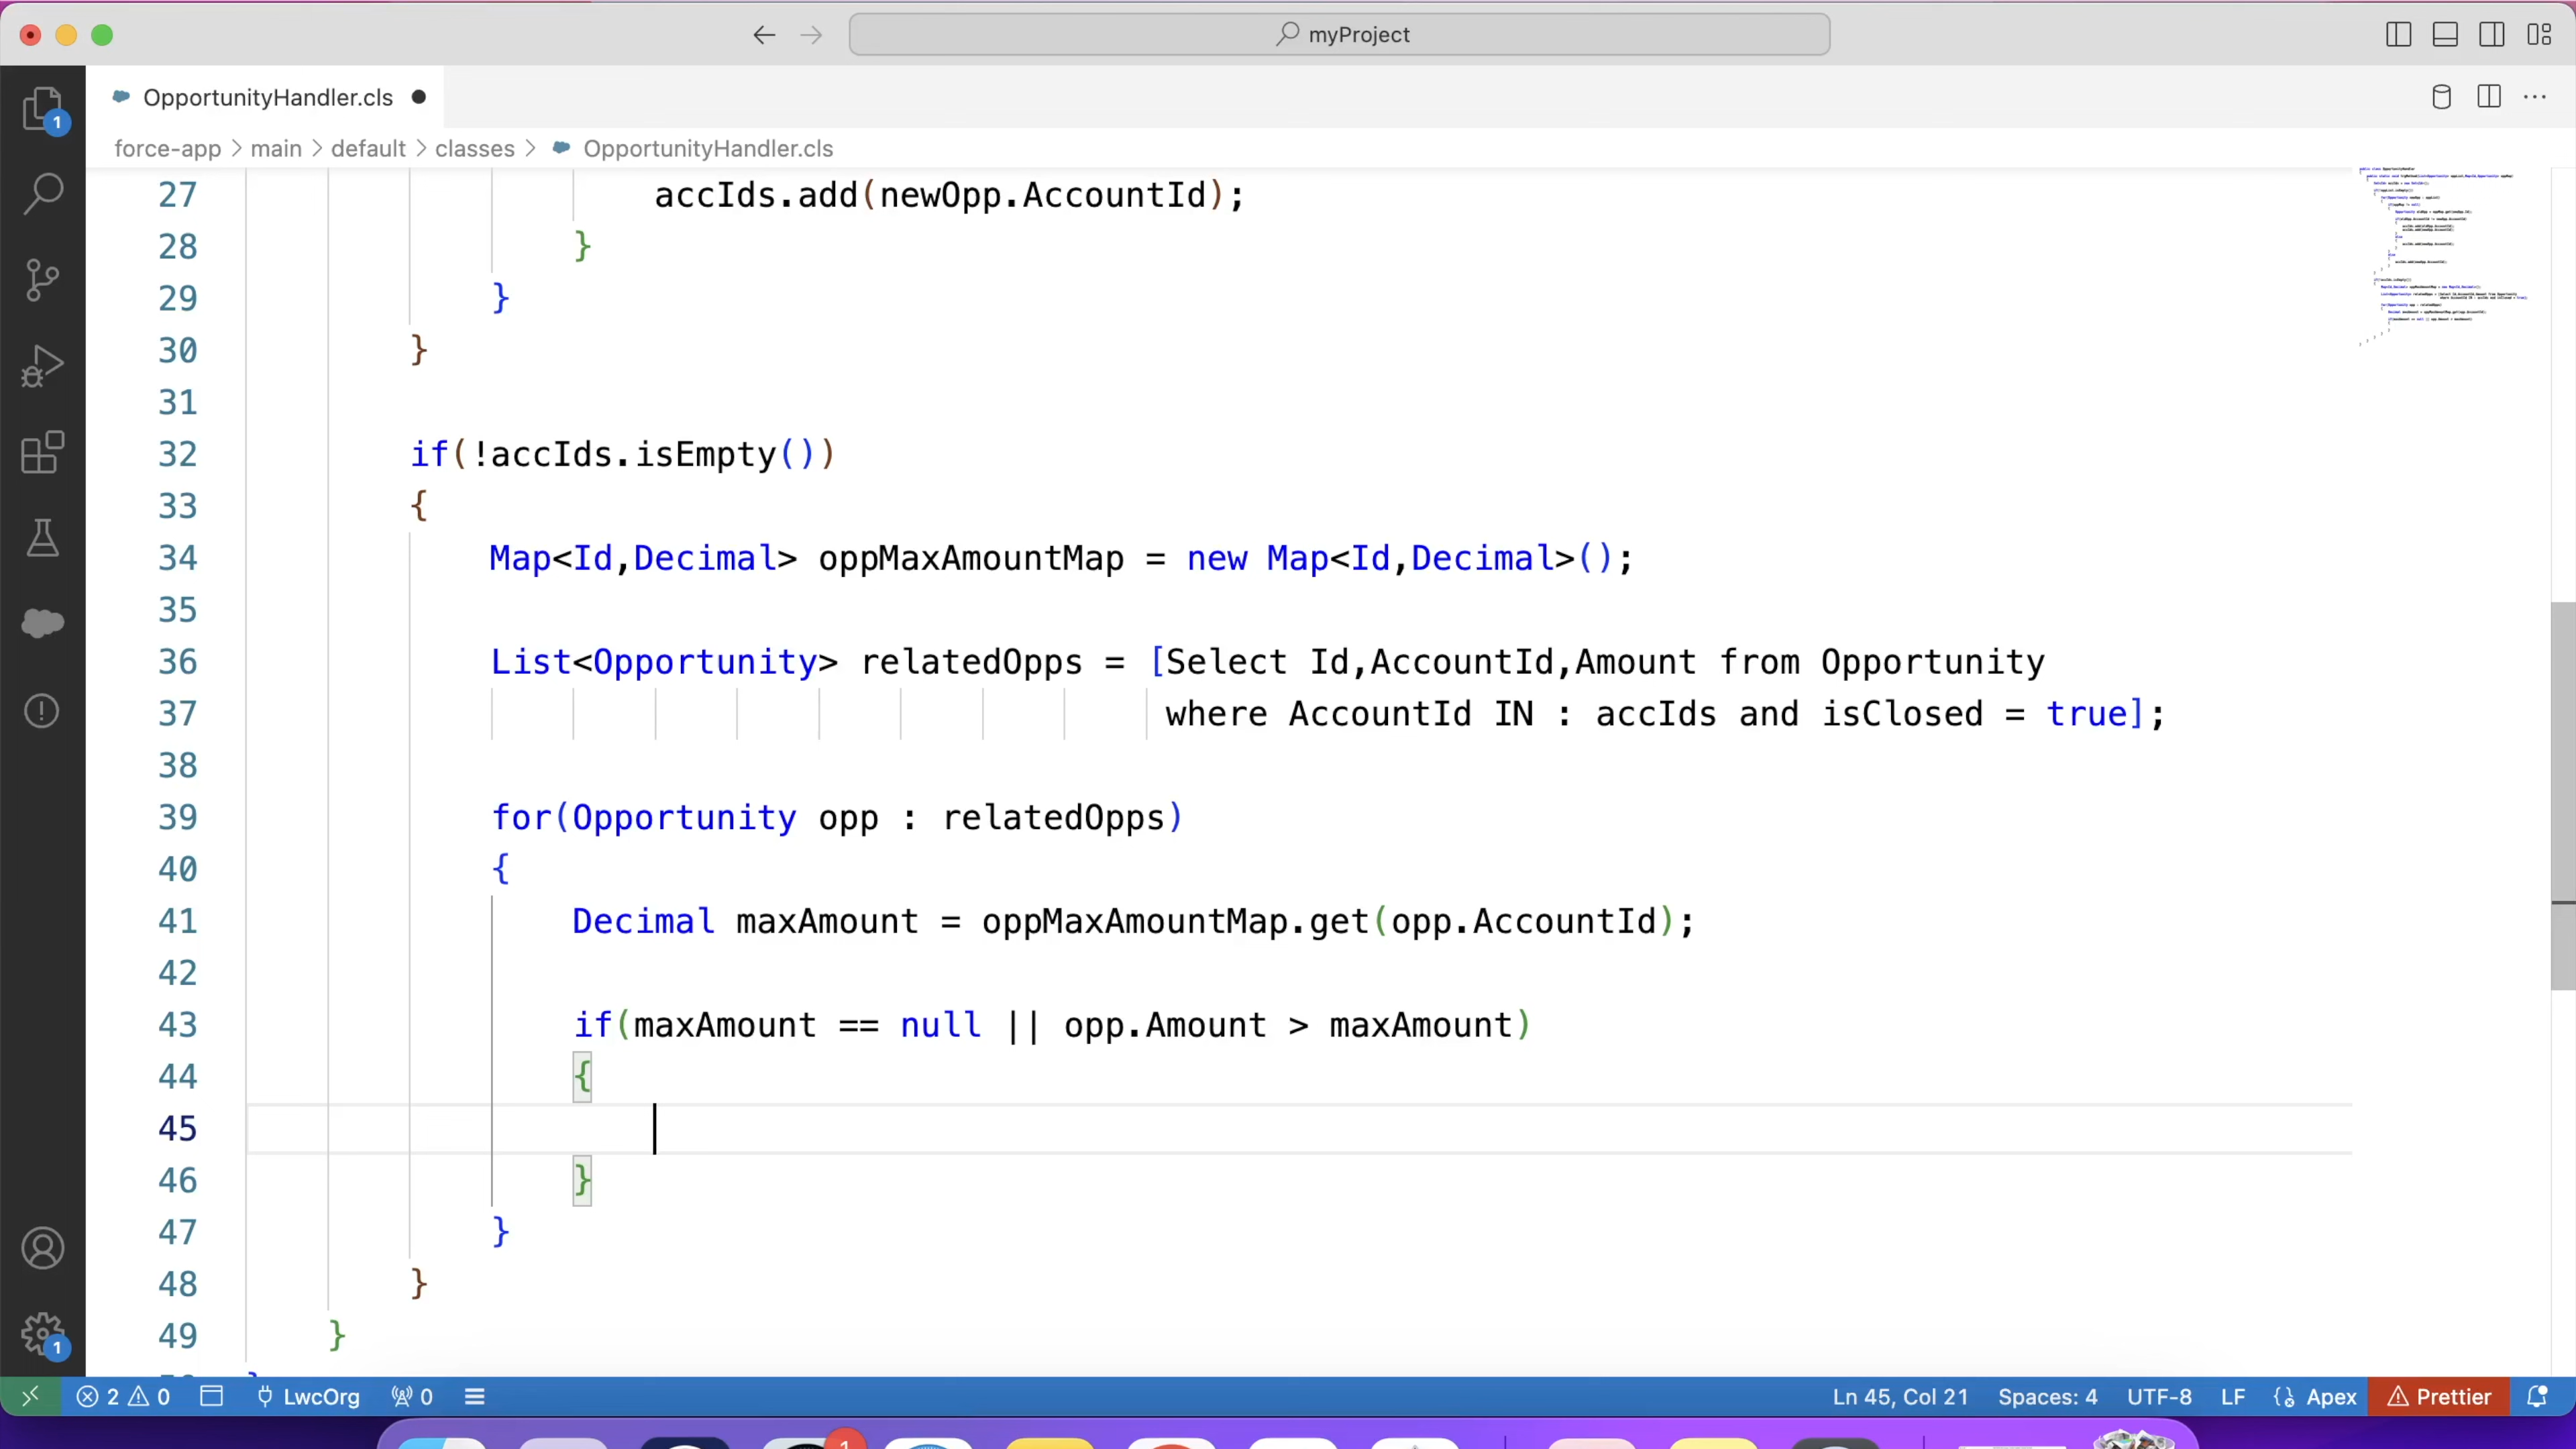 myProject
OpportunityHandler.cls
force-app > main > default > classes > OpportunityHandler.cls
27 accIds.add(newOpp.AccountId);
28 }
29 }
30 }
31
32 if(!accIds.isEmpty())
33 {
34 Map<Id,Decimal> oppMaxAmountMap = new Map<Id,Decimal>();
35
36 List<Opportunity> relatedOpps = [Select Id,AccountId,Amount from Opportunity
37 where AccountId IN : accIds and isClosed = true];
38
39 for(Opportunity opp : relatedOpps)
40 {
41 Decimal maxAmount = oppMaxAmountMap.get(opp.AccountId);
42
43 if(maxAmount == null || opp.Amount > maxAmount)
44 {
45
46 }
47 }
48 }
49 }
1
1
2 0 LwcOrg 0 Ln 45, Col 21 Spaces: 4 UTF-8 LF Apex Prettier
1